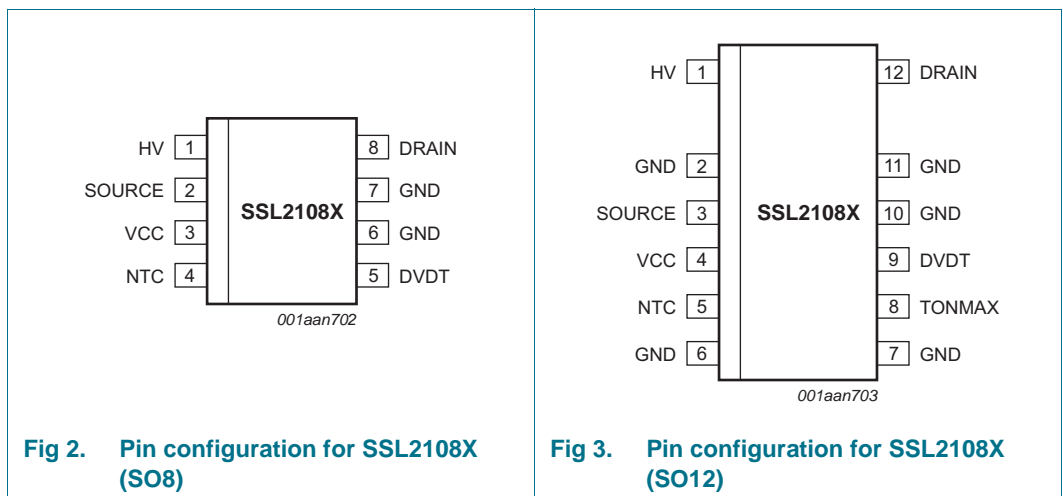 HV 1 8 DRAIN
SOURCE 2 7 GND
SSL2108X
VCC 3 6 GND
NTC 4 5 DVDT
001aan702
Fig 2. Pin configuration for SSL2108X
(SO8)
HV 1 12 DRAIN
GND 2 11 GND
SOURCE 3 SSL2108X 10 GND
VCC 4 9 DVDT
NTC 5 8 TONMAX
GND 6 7 GND
001aan703
Fig 3. Pin configuration for SSL2108X
(SO12)